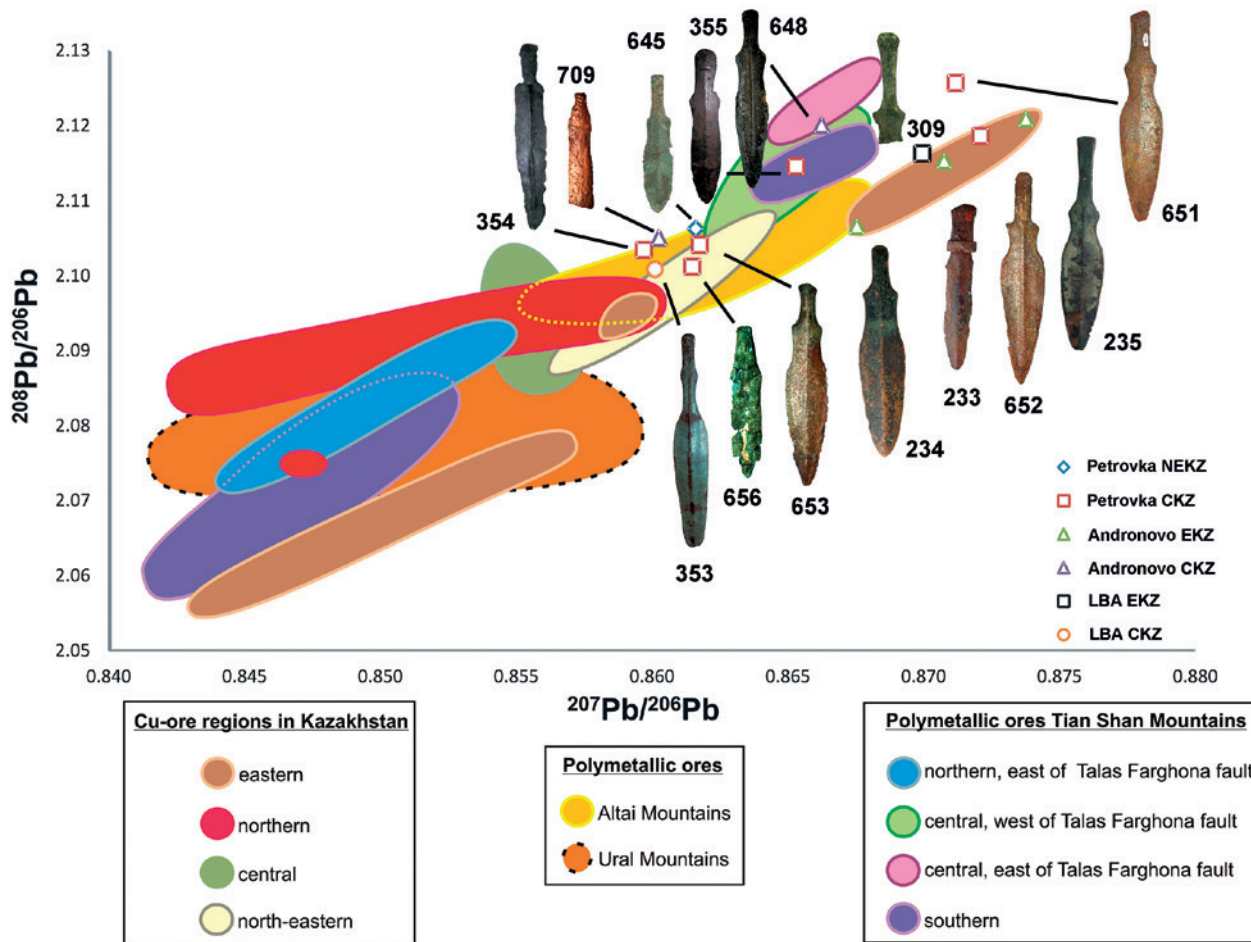 2.13
2.12
2.11
2.10
2.09
2.08
2.07
2.06
2.05
208Pb/206Pb
0.840
0.845
0.850
0.855
0.860
0.865
0.870
0.875
0.880
207Pb/206Pb
354
709
645
355
648
309
651
235
652
233
234
653
656
353
Petrovka NEKZ
Petrovka CKZ
Andronovo EKZ
Andronovo CKZ
LBA EKZ
LBA CKZ
Cu-ore regions in Kazakhstan
eastern
northern
central
north-eastern
Polymetallic ores
Altai Mountains
Ural Mountains
Polymetallic ores Tian Shan Mountains
northern, east of Talas Farghona fault
central, west of Talas Farghona fault
central, east of Talas Farghona fault
southern